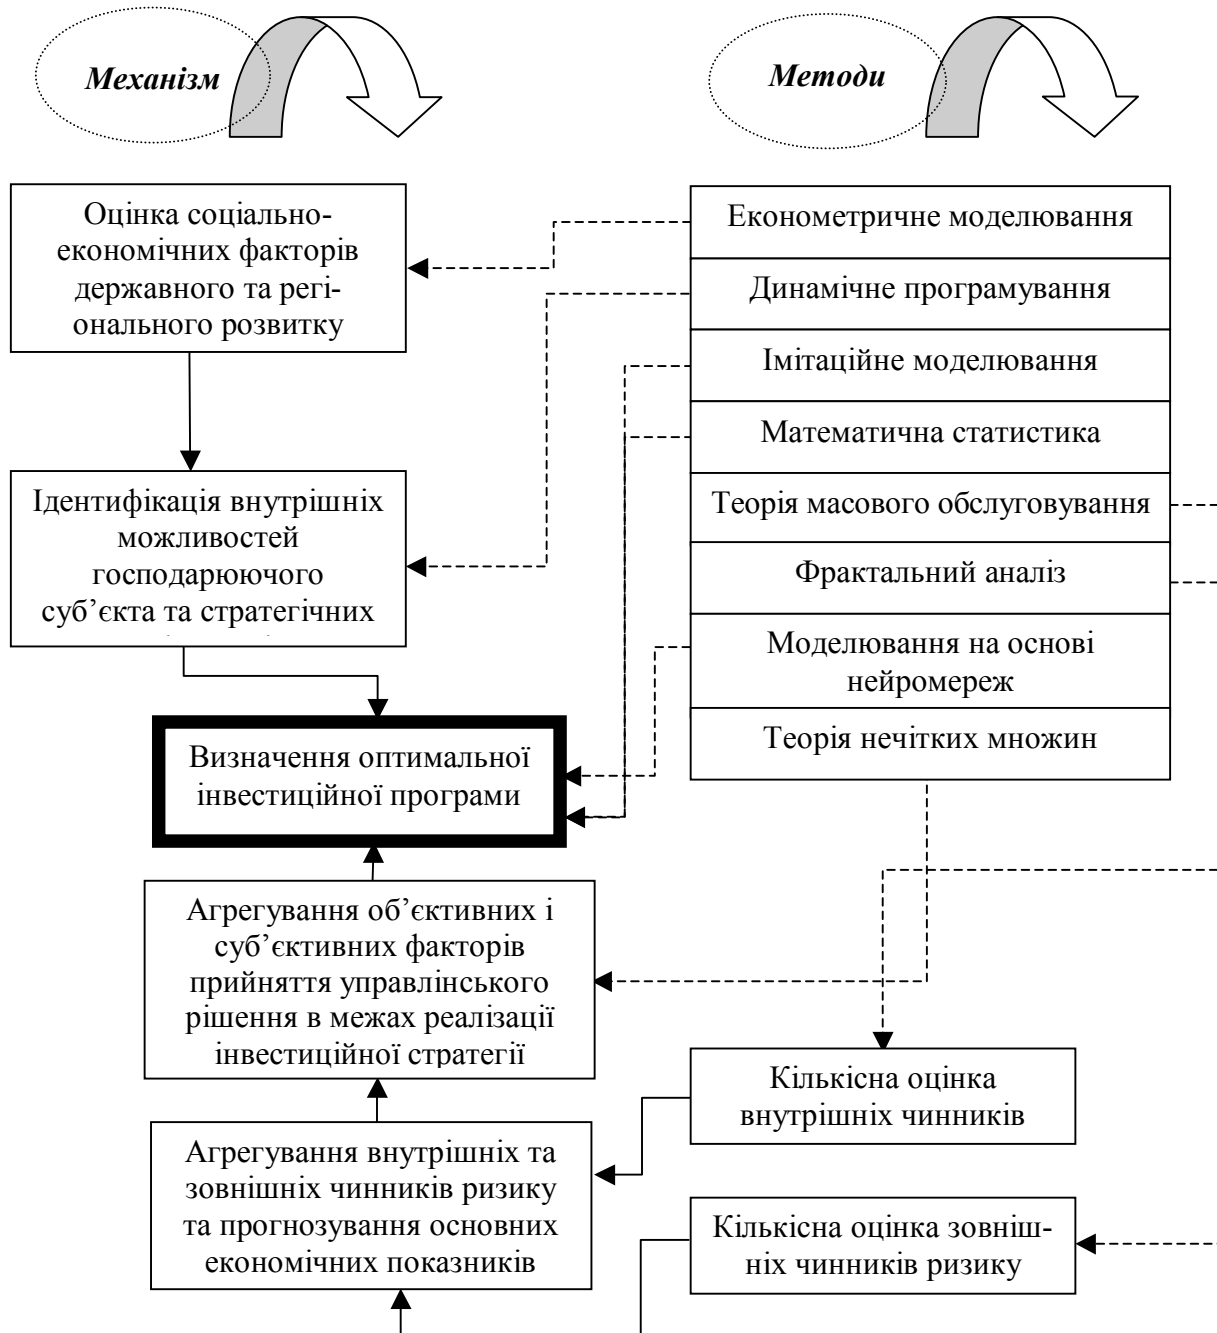 Механізм
Методи
Оцінка соціально-
економічних факторів
державного та регі-
онального розвитку
Ідентифікація внутрішніх
можливостей
господарюючого
суб’єкта та стратегічних
Визначення оптимальної
інвестиційної програми
Агрегування об’єктивних і
суб’єктивних факторів
прийняття управлінського
рішення в межах реалізації
інвестиційної стратегії
Агрегування внутрішніх та
зовнішніх чинників ризику
та прогнозування основних
економічних показників
Економетричне моделювання
Динамічне програмування
Імітаційне моделювання
Математична статистика
Теорія масового обслуговування
Фрактальний аналіз
Моделювання на основі
нейромереж
Теорія нечітких множин
Кількісна оцінка
внутрішніх чинників
Кількісна оцінка зовніш-
ніх чинників ризику